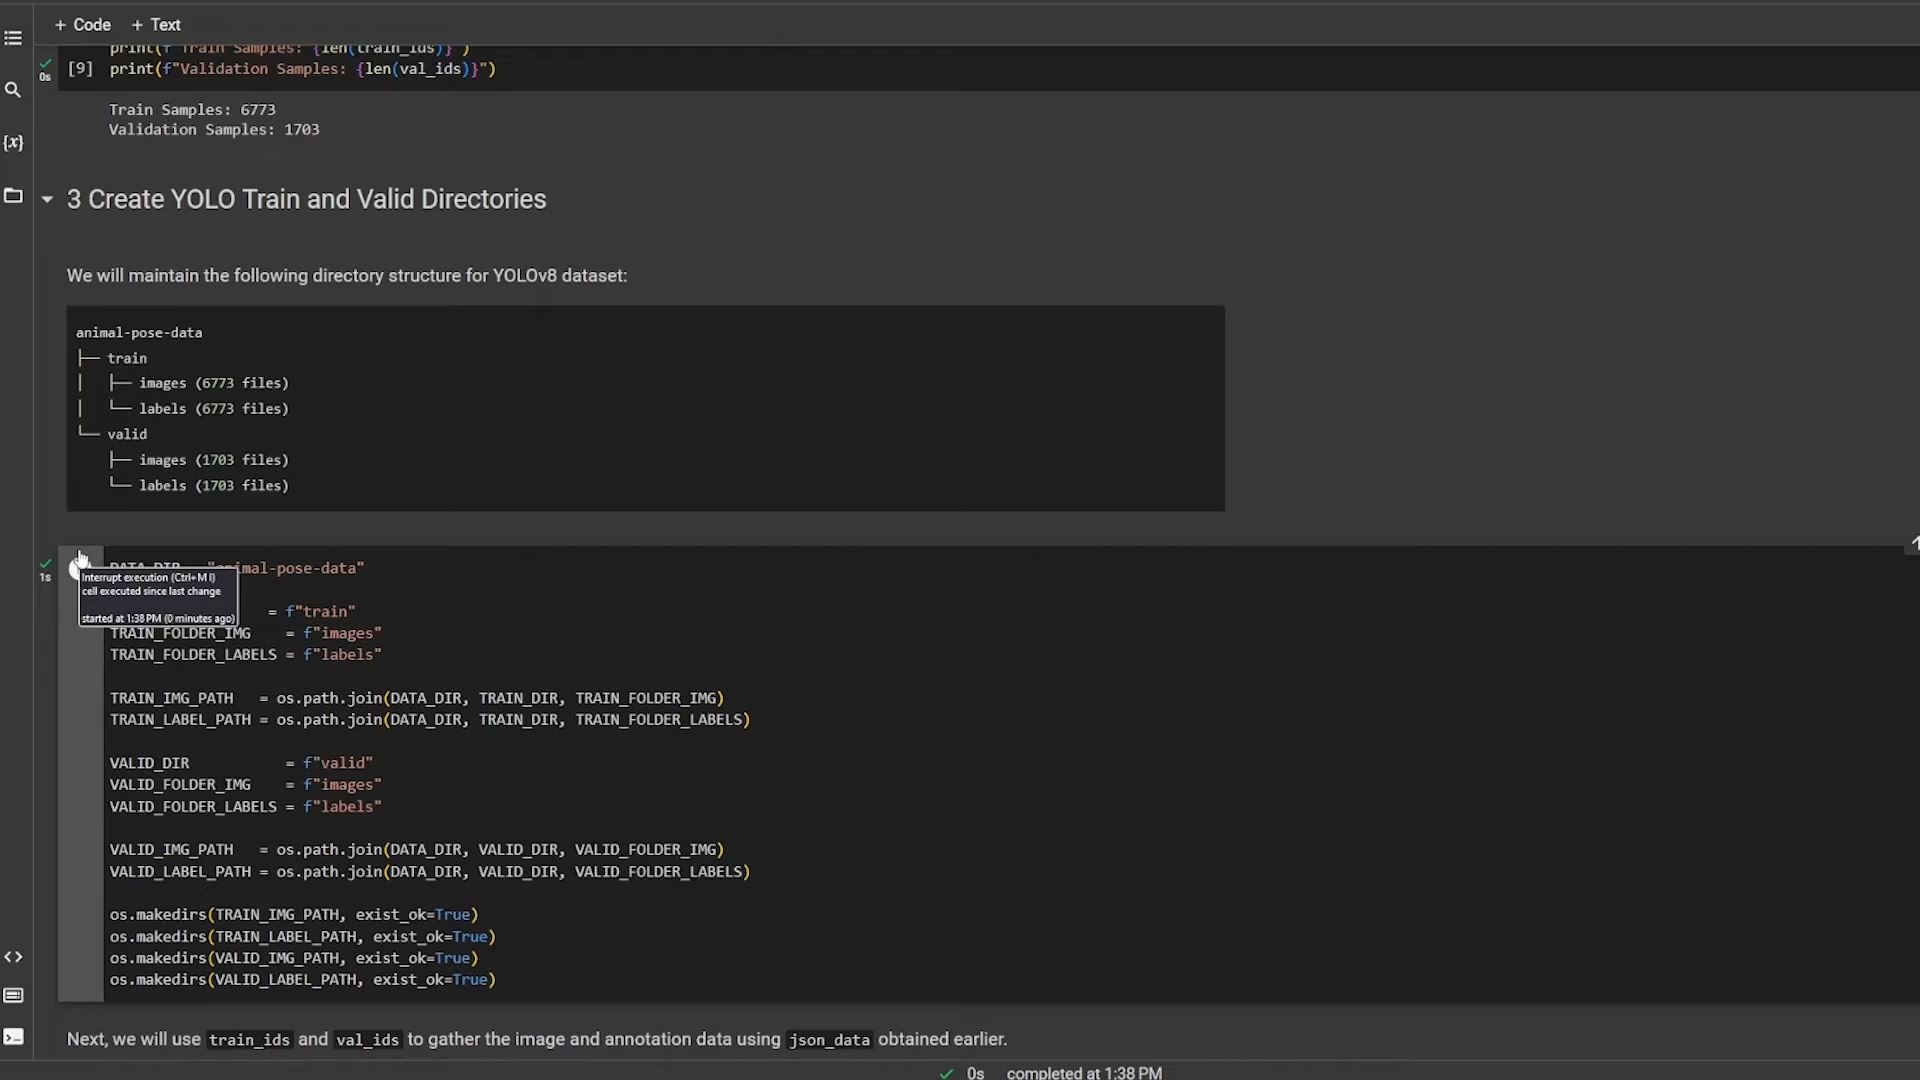 + Code + Text
print(f"Train Samples: {len(train_ids)}")
0s [9] print(f"Validation Samples: {len(val_ids)}")
Train Samples: 6773
Validation Samples: 1703
{x}
3 Create YOLO Train and Valid Directories
We will maintain the following directory structure for YOLOv8 dataset:
animal-pose-data
├── train
│   ├── images (6773 files)
│   └── labels (6773 files)
└── valid
    ├── images (1703 files)
    └── labels (1703 files)
1s DATA_DIR "animal-pose-data"
Interrupt execution (Ctrl+M I)
cell executed since last change
= f"train"
started at 1:38 PM (0 minutes ago)
TRAIN_FOLDER_IMG    = f"images"
TRAIN_FOLDER_LABELS = f"labels"
TRAIN_IMG_PATH   = os.path.join(DATA_DIR, TRAIN_DIR, TRAIN_FOLDER_IMG)
TRAIN_LABEL_PATH = os.path.join(DATA_DIR, TRAIN_DIR, TRAIN_FOLDER_LABELS)
VALID_DIR           = f"valid"
VALID_FOLDER_IMG    = f"images"
VALID_FOLDER_LABELS = f"labels"
VALID_IMG_PATH   = os.path.join(DATA_DIR, VALID_DIR, VALID_FOLDER_IMG)
VALID_LABEL_PATH = os.path.join(DATA_DIR, VALID_DIR, VALID_FOLDER_LABELS)
os.makedirs(TRAIN_IMG_PATH, exist_ok=True)
os.makedirs(TRAIN_LABEL_PATH, exist_ok=True)
os.makedirs(VALID_IMG_PATH, exist_ok=True)
os.makedirs(VALID_LABEL_PATH, exist_ok=True)
Next, we will use train_ids and val_ids to gather the image and annotation data using json_data obtained earlier.
0s completed at 1:38 PM